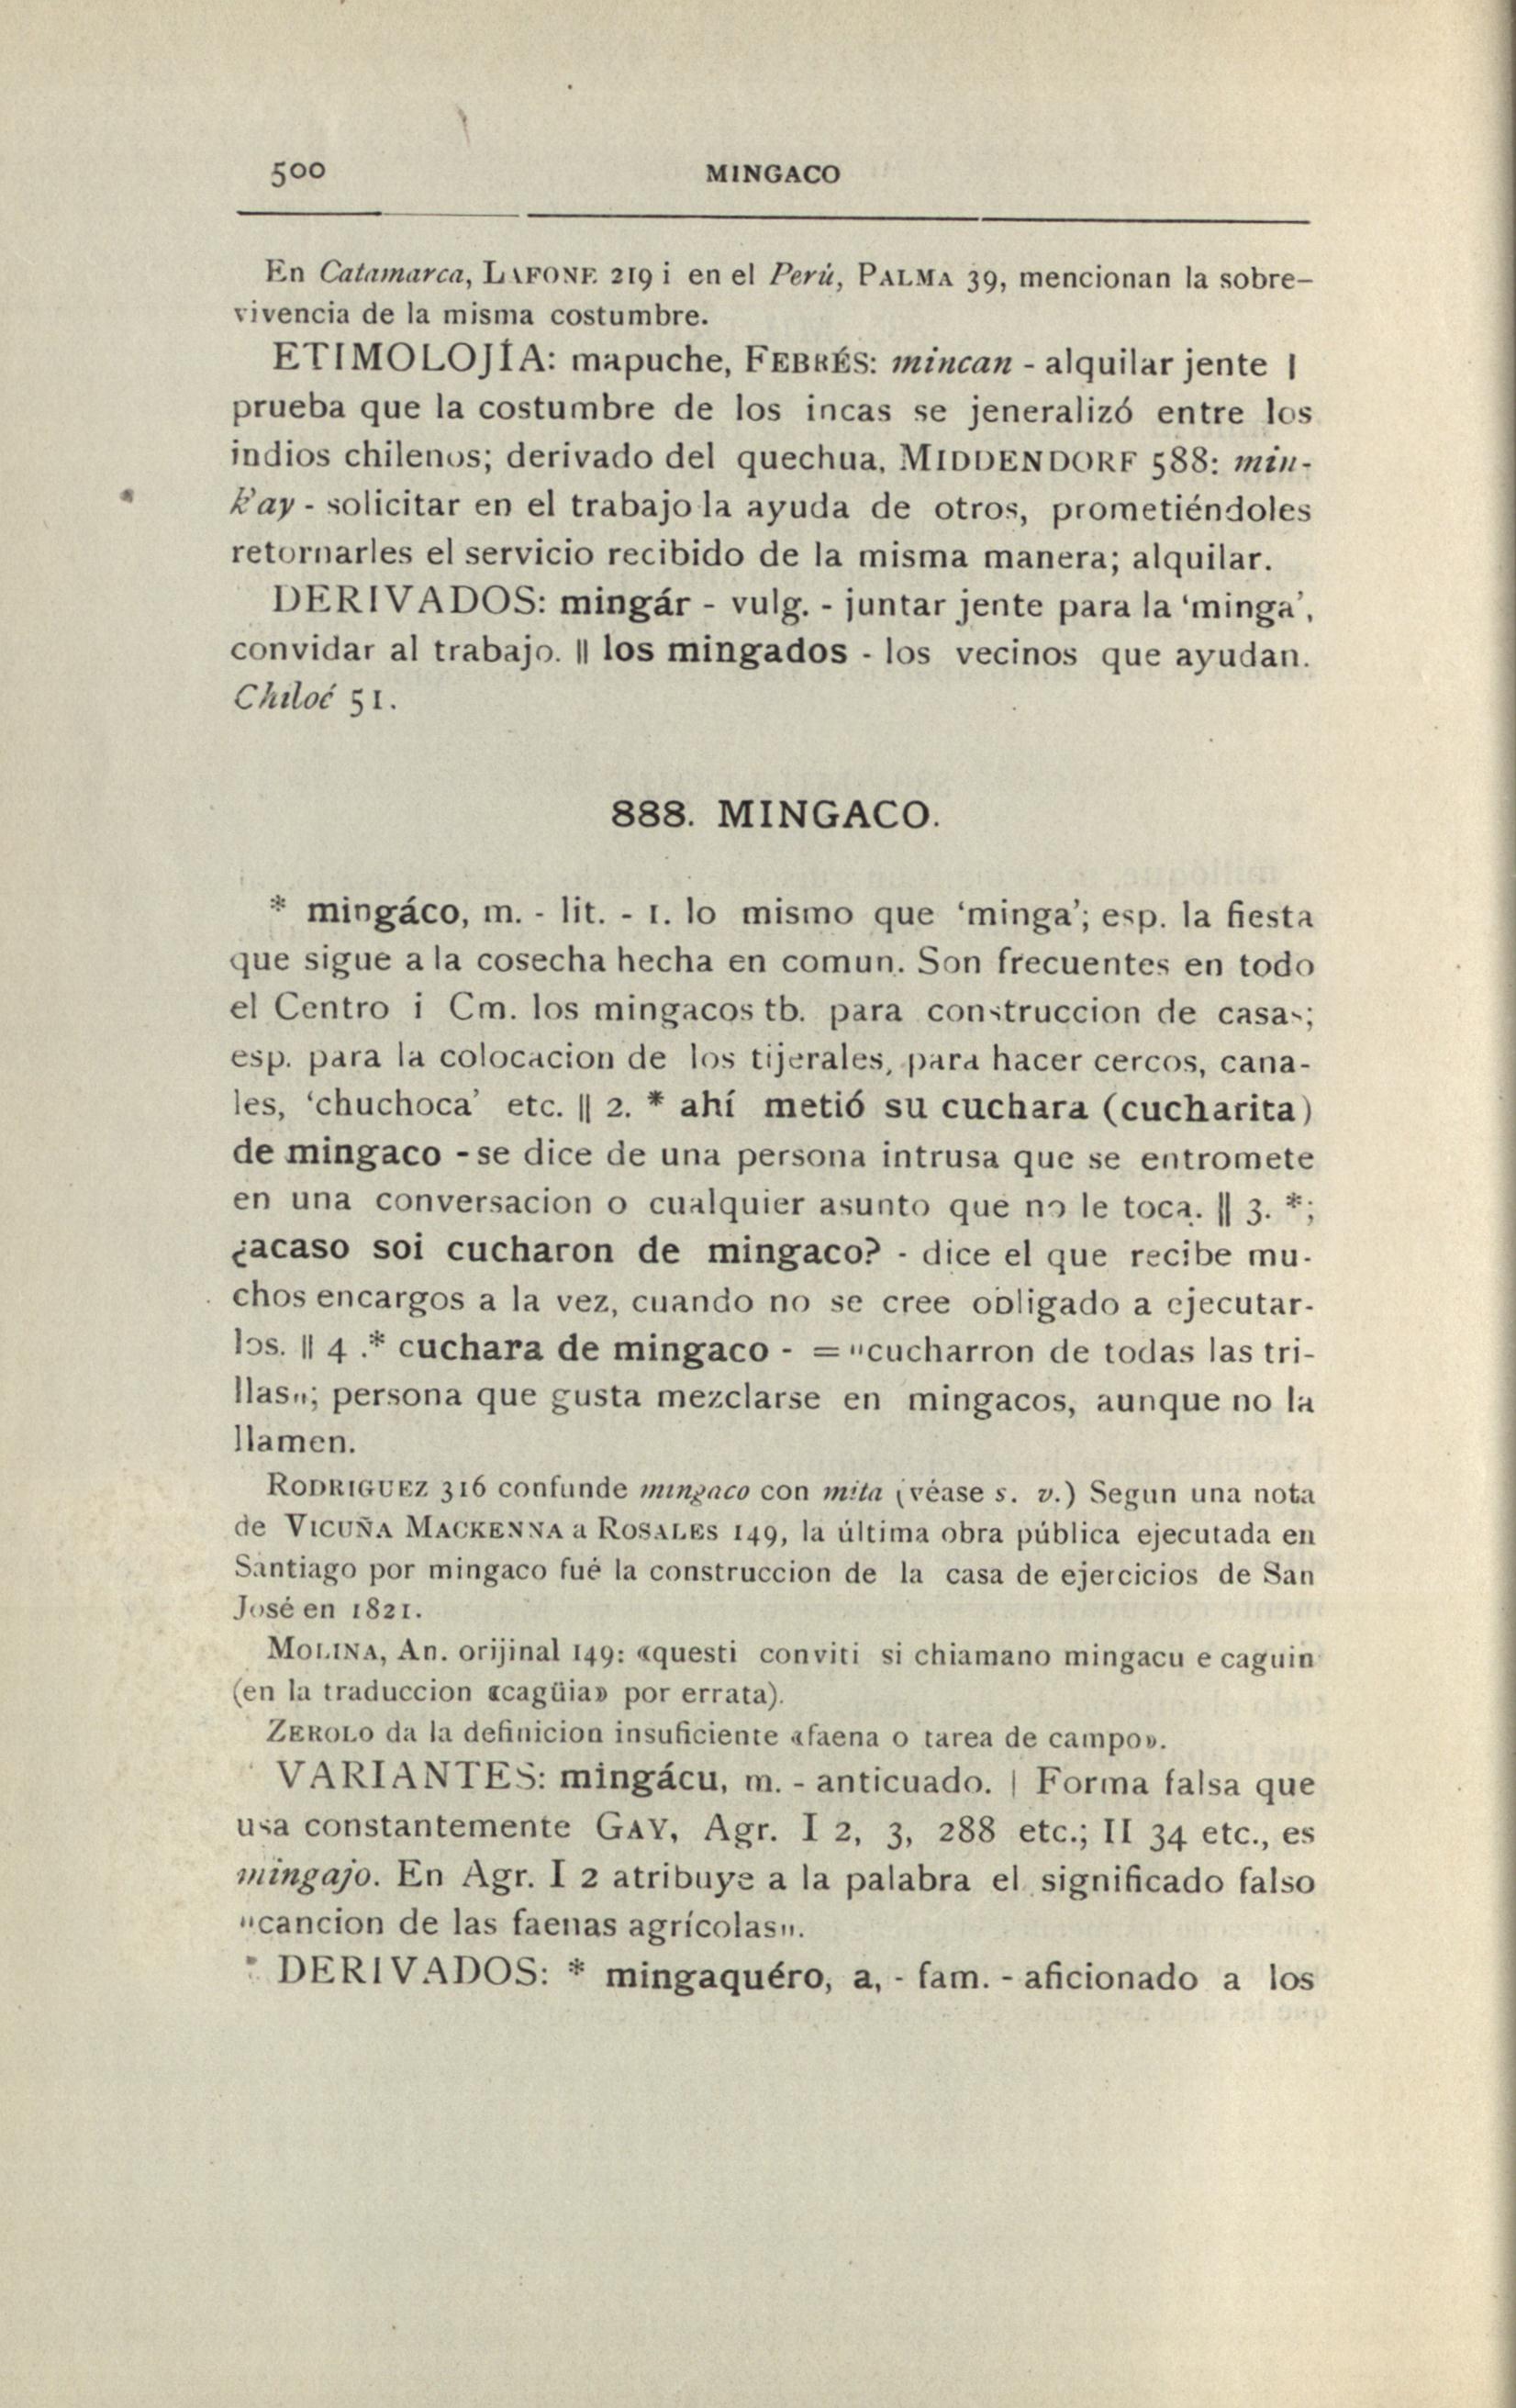 500
MINGACO
En Catamarca, LAFONE 219 i en el Perú, PALMA 39, mencionan la sobre-
vivencia de la misma costumbre.
ETIMOLOJÍA: mapuche, FEBRÉS: mincan - alquilar jente |
prueba que la costumbre de los incas se jeneralizó entre los
indios chilenos; derivado del quechua, MIDDENDORF 588: min-
k'ay - solicitar en el trabajo la ayuda de otros, prometiéndoles
retornarles el servicio recibido de la misma manera; alquilar.
DERIVADOS: mingár - vulg. - juntar jente para la 'minga',
convidar al trabajo. || los mingados - los vecinos que ayudan.
Chiloé 51.
888. MINGACO.
* mingáco, m. - lit. - 1. lo mismo que 'minga'; esp. la fiesta
que sigue a la cosecha hecha en comun. Son frecuentes en todo
el Centro i Cm. los mingacos tb. para construccion de casas;
esp. para la colocacion de los tijerales, para hacer cercos, cana-
les, 'chuchoca' etc. || 2. * ahí metió su cuchara (cucharita)
de mingaco - se dice de una persona intrusa que se entromete
en una conversacion o cualquier asunto que no le toca. || 3. *;
¿acaso soi cucharon de mingaco? - dice el que recibe mu-
chos encargos a la vez, cuando no se cree obligado a ejecutar-
los. || 4 .* cuchara de mingaco - = "cucharron de todas las tri-
llas"; persona que gusta mezclarse en mingacos, aunque no la
llamen.
RODRIGUEZ 316 confunde mingaco con mita (véase s. v.) Segun una nota
de VICUÑA MACKENNA a ROSALES 149, la última obra pública ejecutada en
Santiago por mingaco fué la construccion de la casa de ejercicios de San
José en 1821.
MOLINA, An. orijinal 149: «questi conviti si chiamano mingacu e caguin
(en la traduccion «cagüia» por errata).
ZEROLO da la definicion insuficiente «faena o tarea de campo».
VARIANTES: mingácu, m. - anticuado. | Forma falsa que
usa constantemente GAY, Agr. I 2, 3, 288 etc.; II 34 etc., es
mingajo. En Agr. I 2 atribuye a la palabra el significado falso
"cancion de las faenas agrícolas".
DERIVADOS: * mingaquéro, a, - fam. - aficionado a los